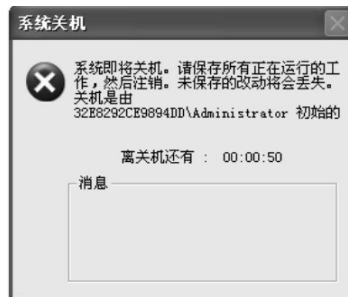 系统关机
系统即将关机。请保存所有正在运行的工
作，然后注销。未保存的改动将会丢失。
关机是由
32E8292CE9894DD\Administrator 初始的
离关机还有 : 00:00:50
消息